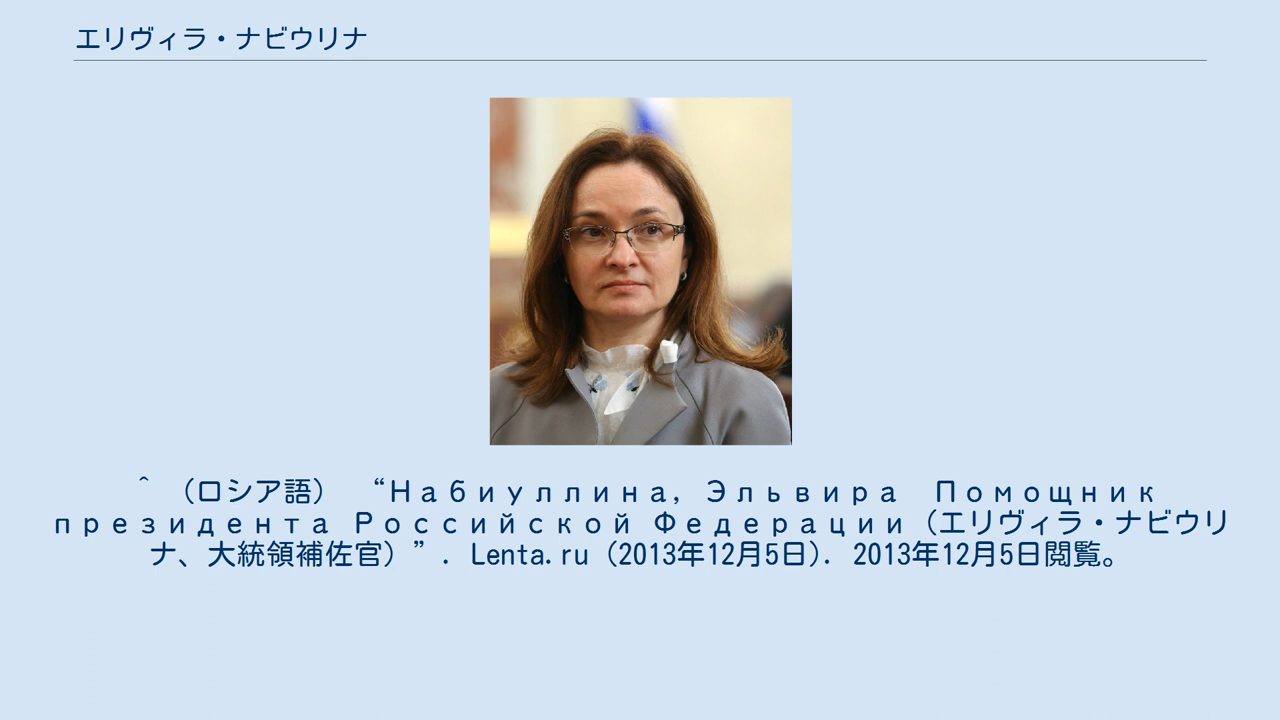 エリヴィラ・ナビウリナ
^ （ロシア語） “Набиуллина, Эльвира Помощник
президента Российской Федерации（エリヴィラ・ナビウリ
ナ、大統領補佐官）”. Lenta.ru (2013年12月5日). 2013年12月5日閲覧。